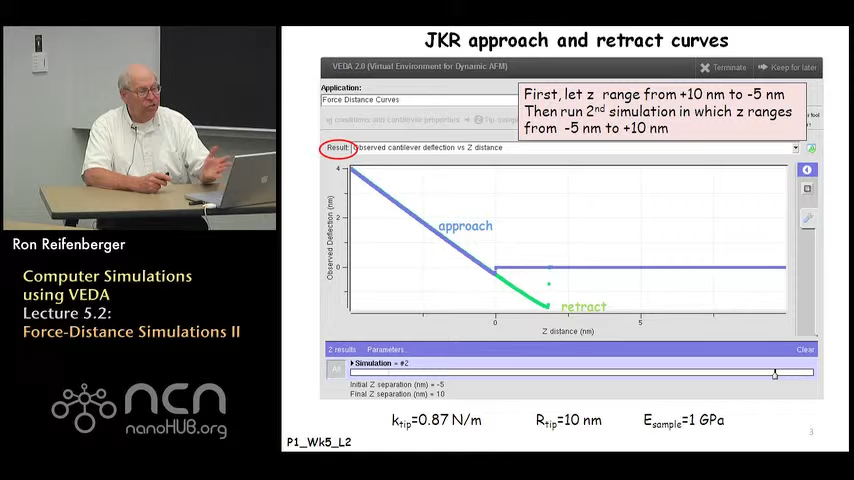 JKR approach and retract curves
VEDA 2.0 (Virtual Environment for Dynamic AFM)
Terminate
Keep for later
Application:
Force Distance Curves
First, let z range from +10 nm to -5 nm
Then run 2nd simulation in which z ranges
from -5 nm to +10 nm
tool
Result:
Observed cantilever deflection vs Z distance
4
2
0
Observed Deflection (nm)
approach
retract
0
5
Z distance (nm)
2 results
Parameters
Clear
All
Simulation = #2
Initial Z separation (nm) = -5
Final Z separation (nm) = 10
ktip=0.87 N/m
Rtip=10 nm
Esample=1 GPa
3
P1_Wk5_L2
Ron Reifenberger
Computer Simulations
using VEDA
Lecture 5.2:
Force-Distance Simulations II
ncn
nanoHUB.org